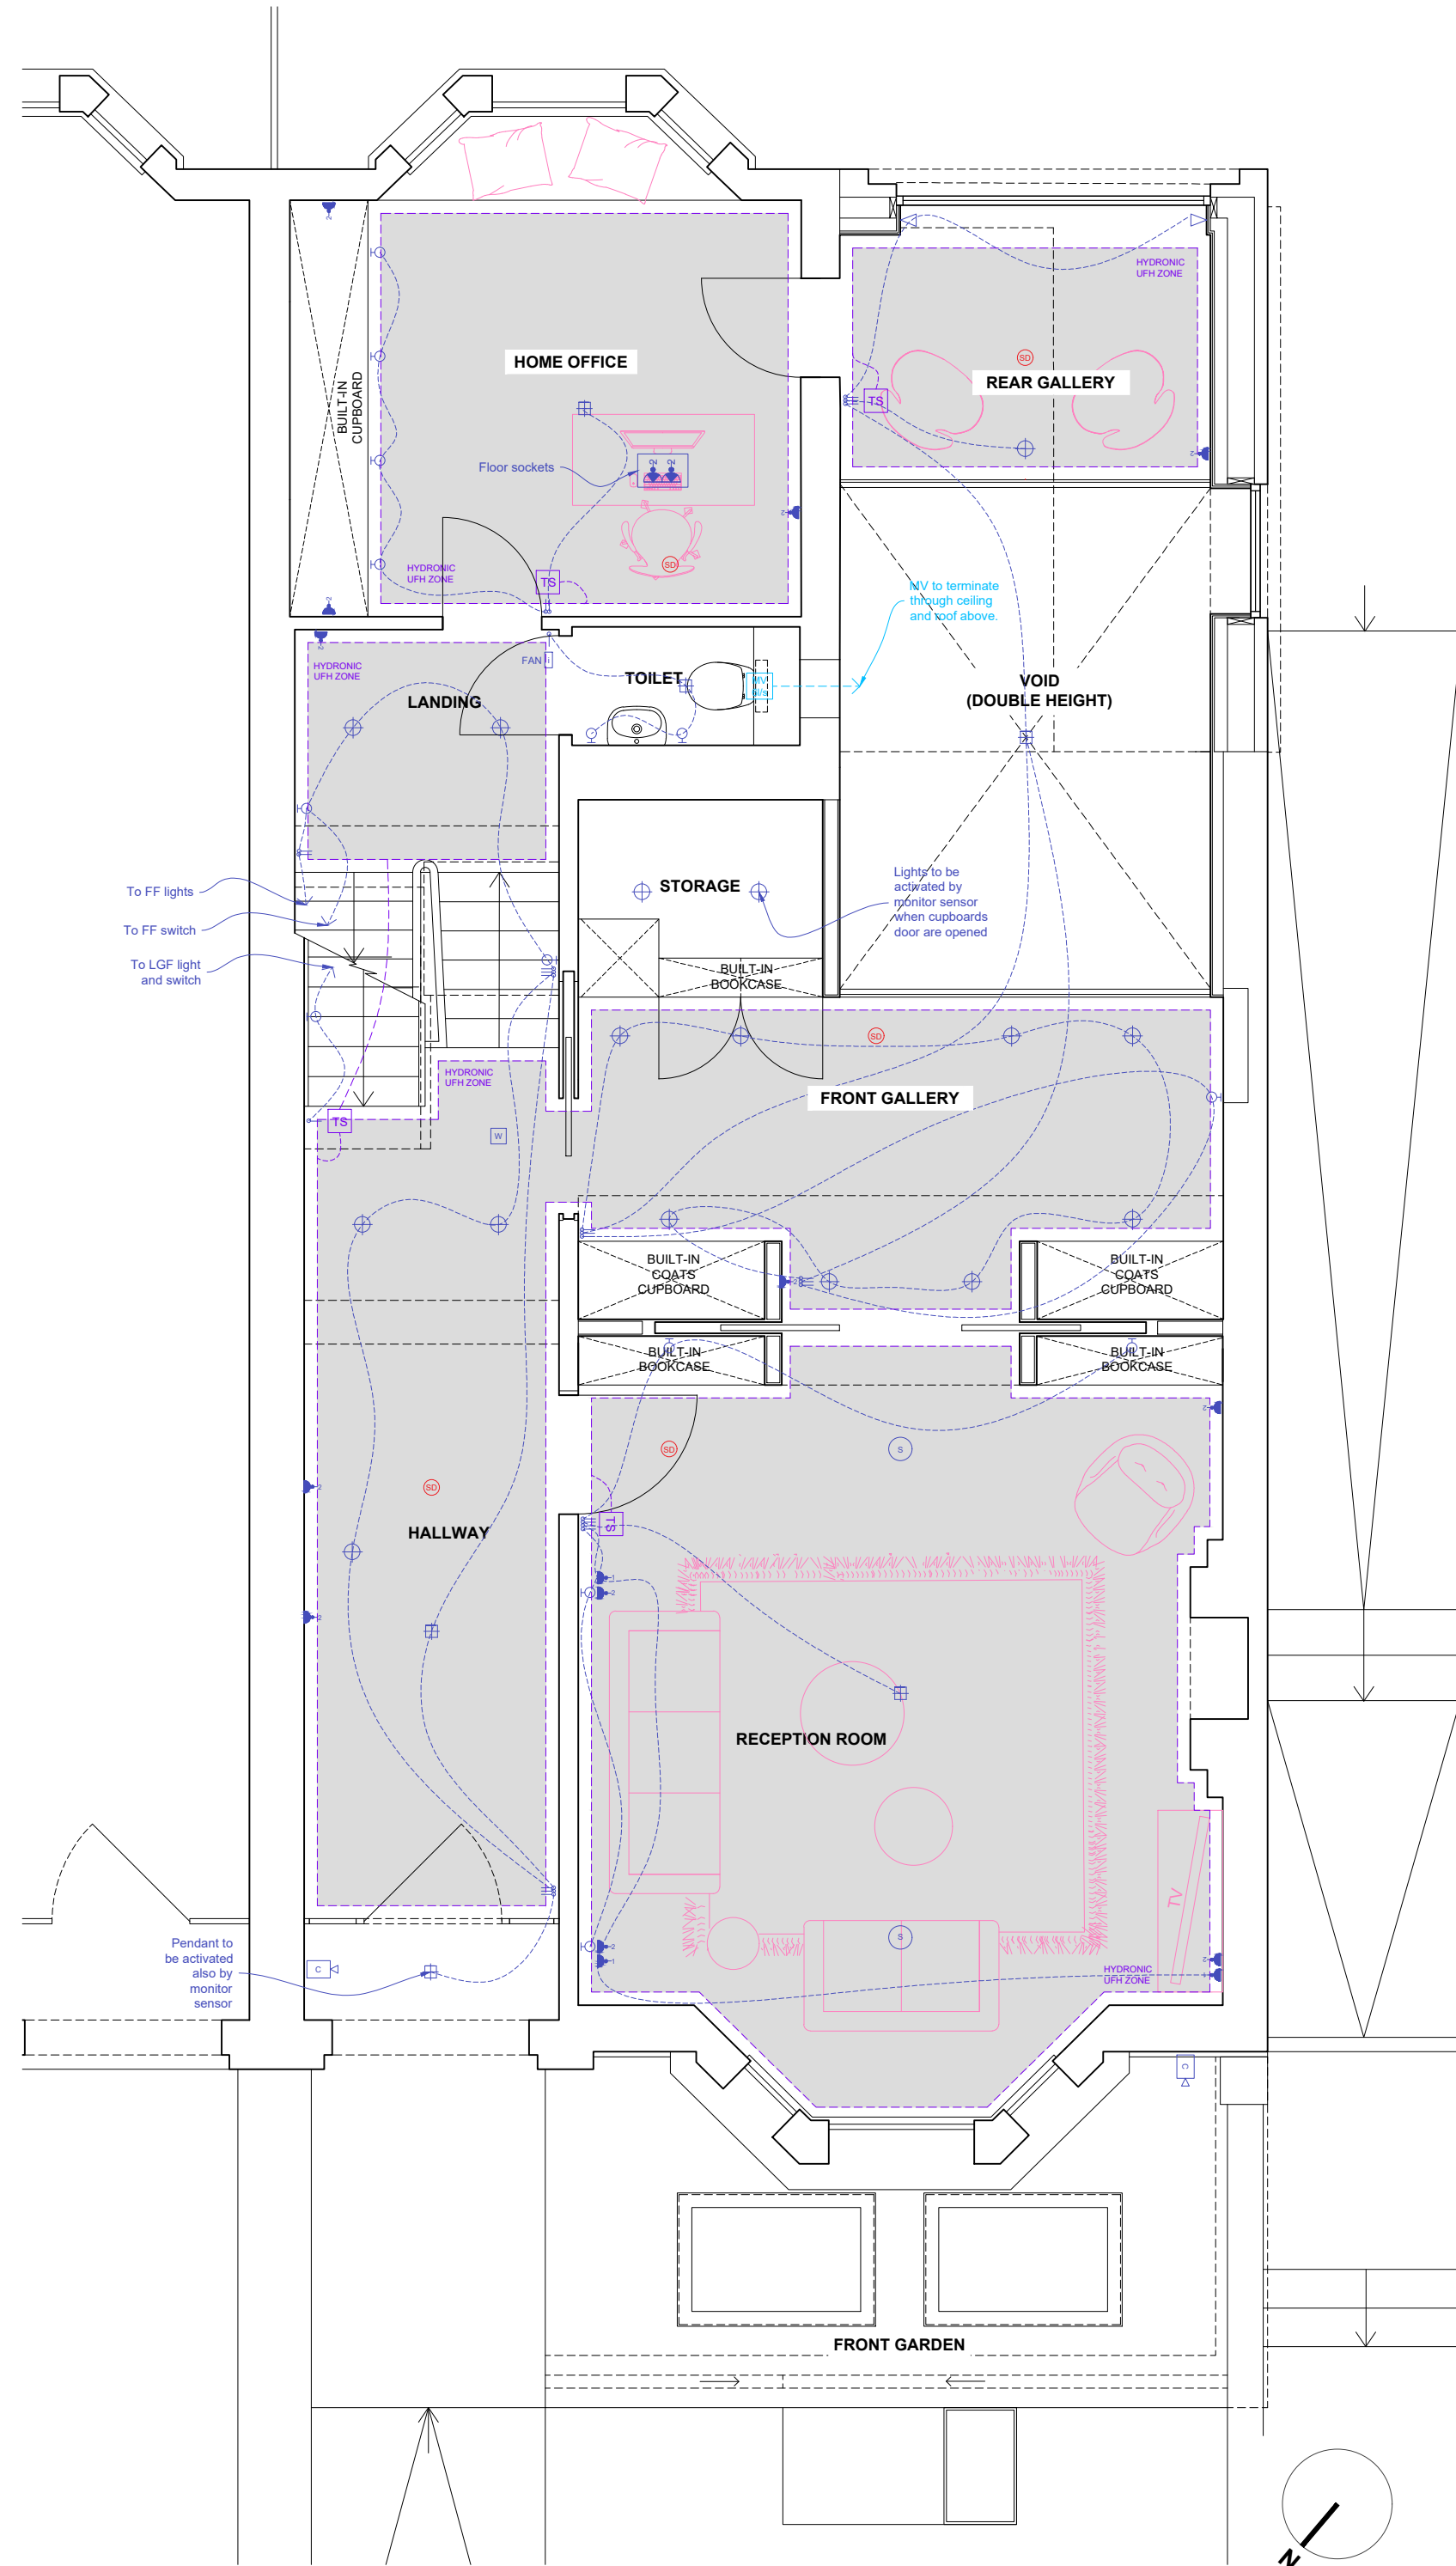 HYDRONIC
UFH ZONE
HOME OFFICE
REAR GALLERY
SD
TS
BUILT-IN
CUPBOARD
Floor sockets
2
2
SD
HYDRONIC
UFH ZONE
TS
MV to terminate
through ceiling
and roof above.
HYDRONIC
UFH ZONE
FAN
TOILET
MV
LANDING
VOID
(DOUBLE HEIGHT)
To FF lights
To FF switch
To LGF light
and switch
STORAGE
Lights to be
activated by
monitor sensor
when cupboards
door are opened
BUILT-IN
BOOKCASE
SD
HYDRONIC
UFH ZONE
FRONT GALLERY
TS
W
BUILT-IN
COATS
CUPBOARD
BUILT-IN
COATS
CUPBOARD
BUILT-IN
BOOKCASE
BUILT-IN
BOOKCASE
SD
S
SD
HALLWAY
TS
RECEPTION ROOM
TV
S
Pendant to
be activated
also by
monitor
sensor
C
HYDRONIC
UFH ZONE
C
FRONT GARDEN
N